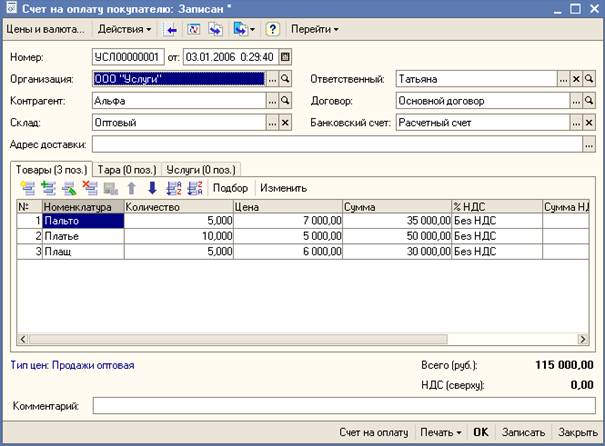 Счет на оплату покупателю: Записан *
Цены и валюта... Действия Перейти
Номер: УСЛ00000001 от: 03.01.2006 0:29:40
Организация: ООО "Услуги" ... Ответственный: Татьяна ... ×
Контрагент: Альфа ... Договор: Основной договор ...
Склад: Оптовый ... × Банковский счет: Расчетный счет ... ×
Адрес доставки: ...
Товары (3 поз.) Тара (0 поз.) Услуги (0 поз.)
Подбор Изменить
№ Номенклатура Количество Цена Сумма % НДС Сумма НД
1 Пальто 5,000 7 000,00 35 000,00 Без НДС
2 Платье 10,000 5 000,00 50 000,00 Без НДС
3 Плащ 5,000 6 000,00 30 000,00 Без НДС
Тип цен: Продажи оптовая Всего (руб.): 115 000,00
НДС (сверху): 0,00
Комментарий:
Счет на оплату Печать OK Записать Закрыть